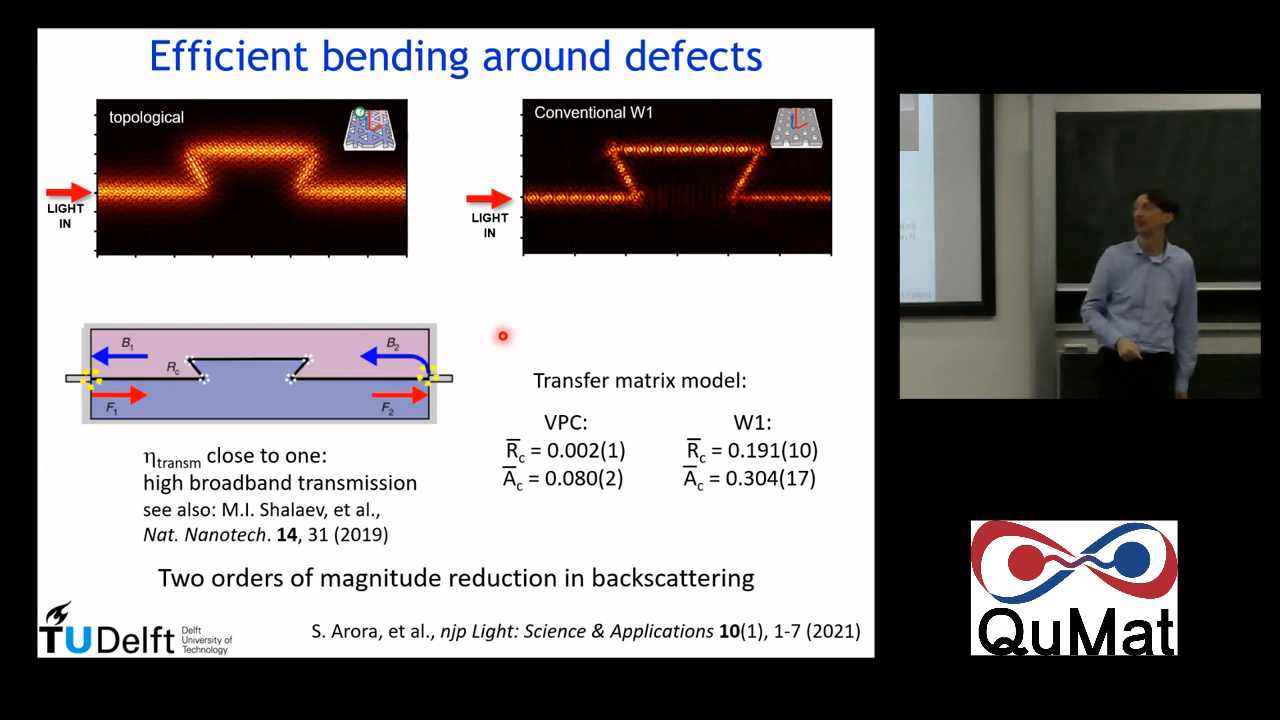 Efficient bending around defects
topological
Conventional W1
LIGHT
IN
LIGHT
IN
B1
B2
Rc
F1
F2
Transfer matrix model:
VPC:
W1:
R̅c = 0.002(1)
R̅c = 0.191(10)
A̅c = 0.080(2)
A̅c = 0.304(17)
ηtransm close to one:
high broadband transmission
see also: M.I. Shalaev, et al.,
Nat. Nanotech. 14, 31 (2019)
Two orders of magnitude reduction in backscattering
TU Delft
Delft
University of
Technology
S. Arora, et al., njp Light: Science & Applications 10(1), 1-7 (2021)
QuMat